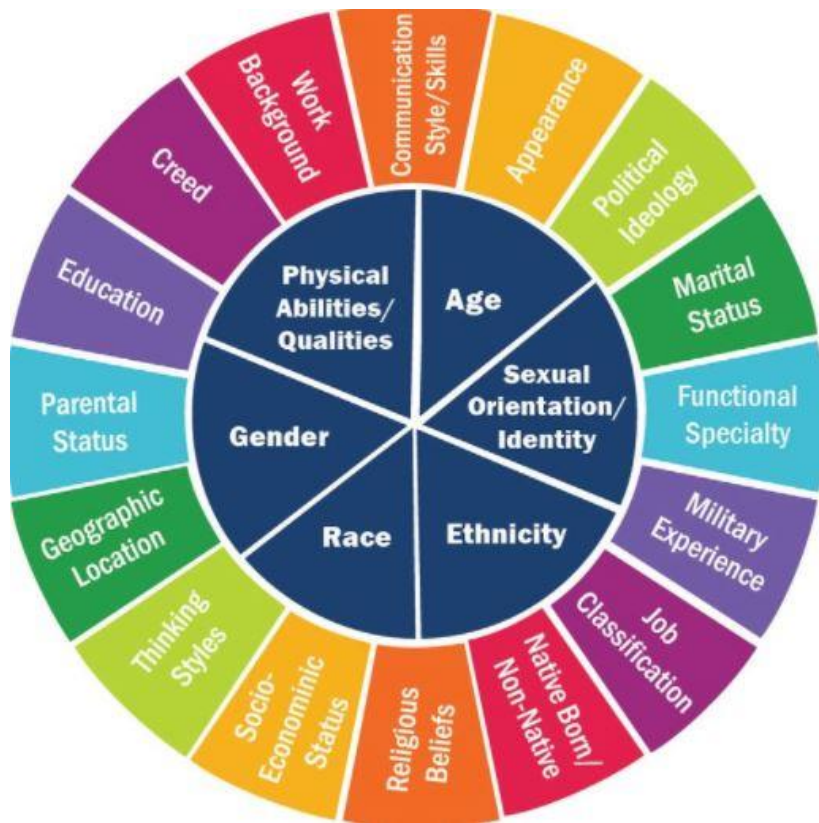 Communication
Style/Skills
Appearance
Political
Ideology
Marital
Status
Functional
Specialty
Military
Experience
Job
Classification
Native Born/
Non-Native
Religious
Beliefs
Socio-
Econominic
Status
Thinking
Styles
Geographic
Location
Parental
Status
Education
Creed
Work
Background
Physical
Abilities/
Qualities
Age
Sexual
Orientation/
Identity
Ethnicity
Race
Gender